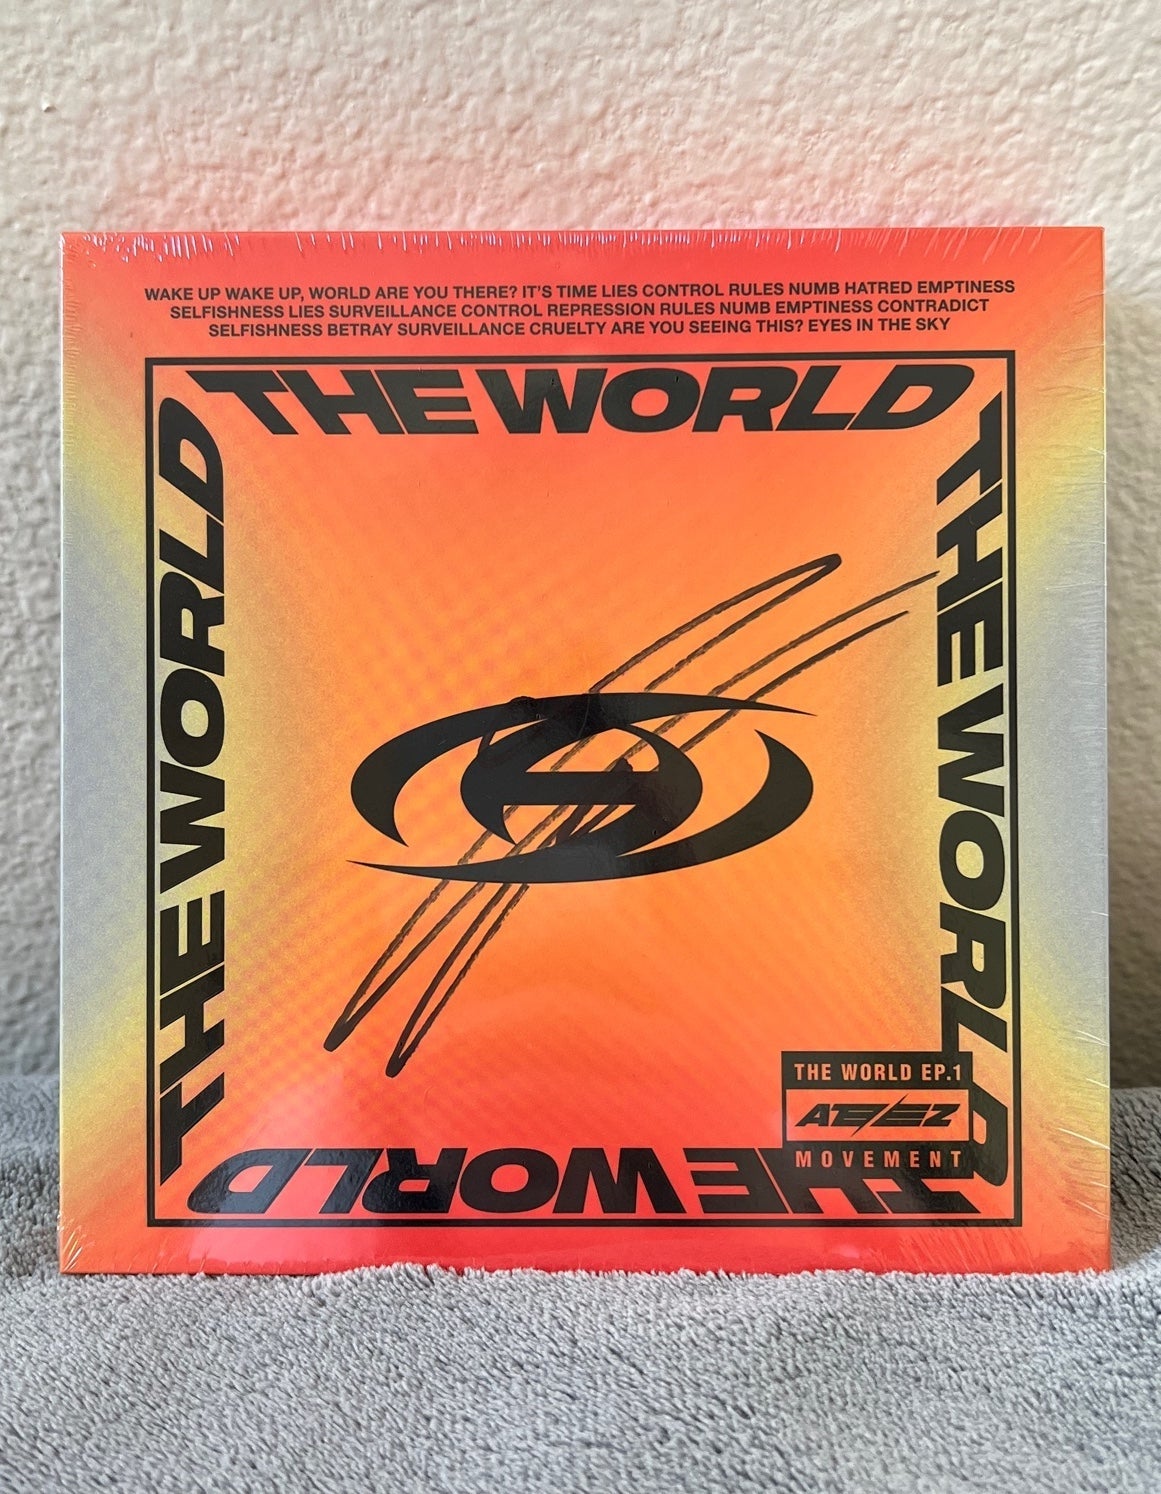 WAKE UP WAKE UP, WORLD ARE YOU THERE? IT'S TIME LIES CONTROL RULES NUMB HATRED EMPTINESS
SELFISHNESS LIES SURVEILLANCE CONTROL REPRESSION RULES NUMB EMPTINESS CONTRADICT
SELFISHNESS BETRAY SURVEILLANCE CRUELTY ARE YOU SEEING THIS? EYES IN THE SKY
THE WORLD
THE WORLD
THE WORLD
THE WORLD
THE WORLD EP.1
ATEEZ
MOVEMENT